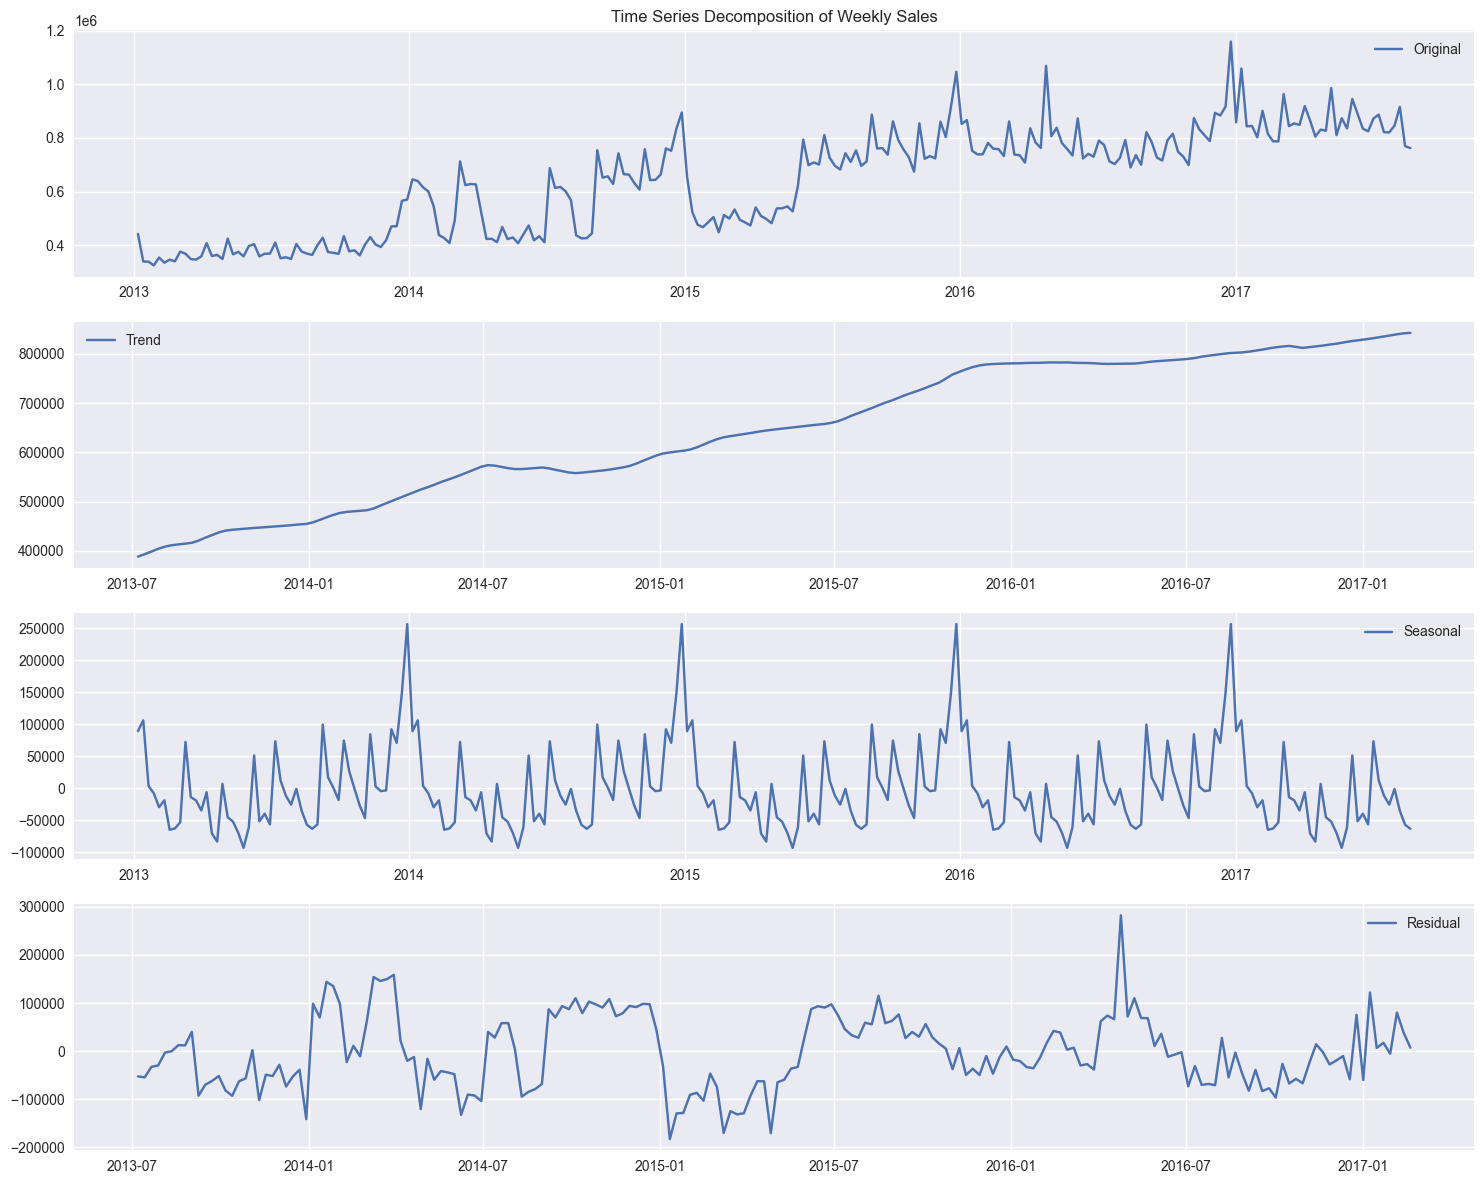 Time Series Decomposition of Weekly Sales
1e6
1.2
1.0
0.8
0.6
0.4
Original
2013 2014 2015 2016 2017
Trend
800000
700000
600000
500000
400000
2013-07 2014-01 2014-07 2015-01 2015-07 2016-01 2016-07 2017-01
250000
200000
150000
100000
50000
0
−50000
−100000
Seasonal
2013 2014 2015 2016 2017
300000
200000
100000
0
−100000
−200000
Residual
2013-07 2014-01 2014-07 2015-01 2015-07 2016-01 2016-07 2017-01